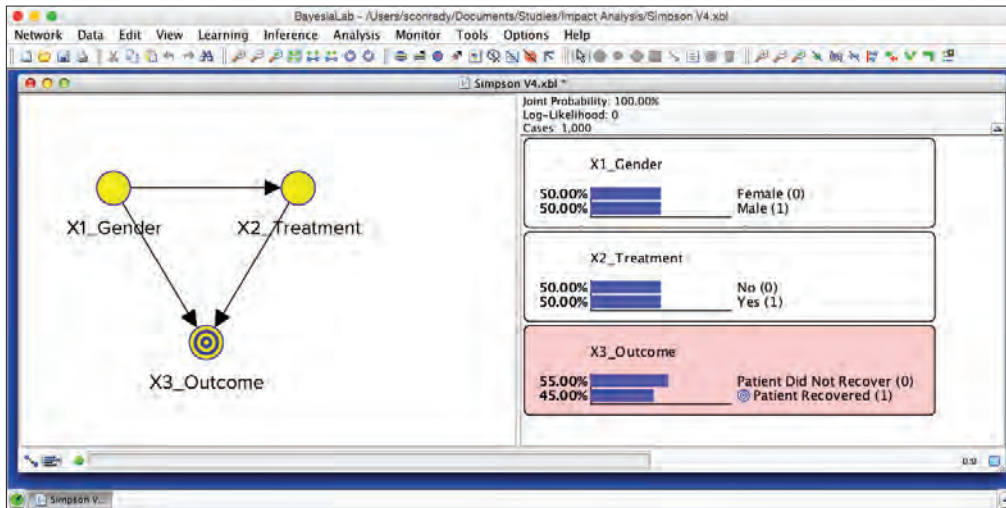 BayesiaLab - /Users/sconrady/Documents/Studies/Impact Analysis/Simpson V4.xbl
Network Data Edit View Learning Inference Analysis Monitor Tools Options Help
Simpson V4.xbl *
X1_Gender
X2_Treatment
X3_Outcome
Joint Probability: 100.00%
Log-Likelihood: 0
Cases: 1,000
X1_Gender
50.00% Female (0)
50.00% Male (1)
X2_Treatment
50.00% No (0)
50.00% Yes (1)
X3_Outcome
55.00% Patient Did Not Recover (0)
45.00% Patient Recovered (1)
Simpson V...